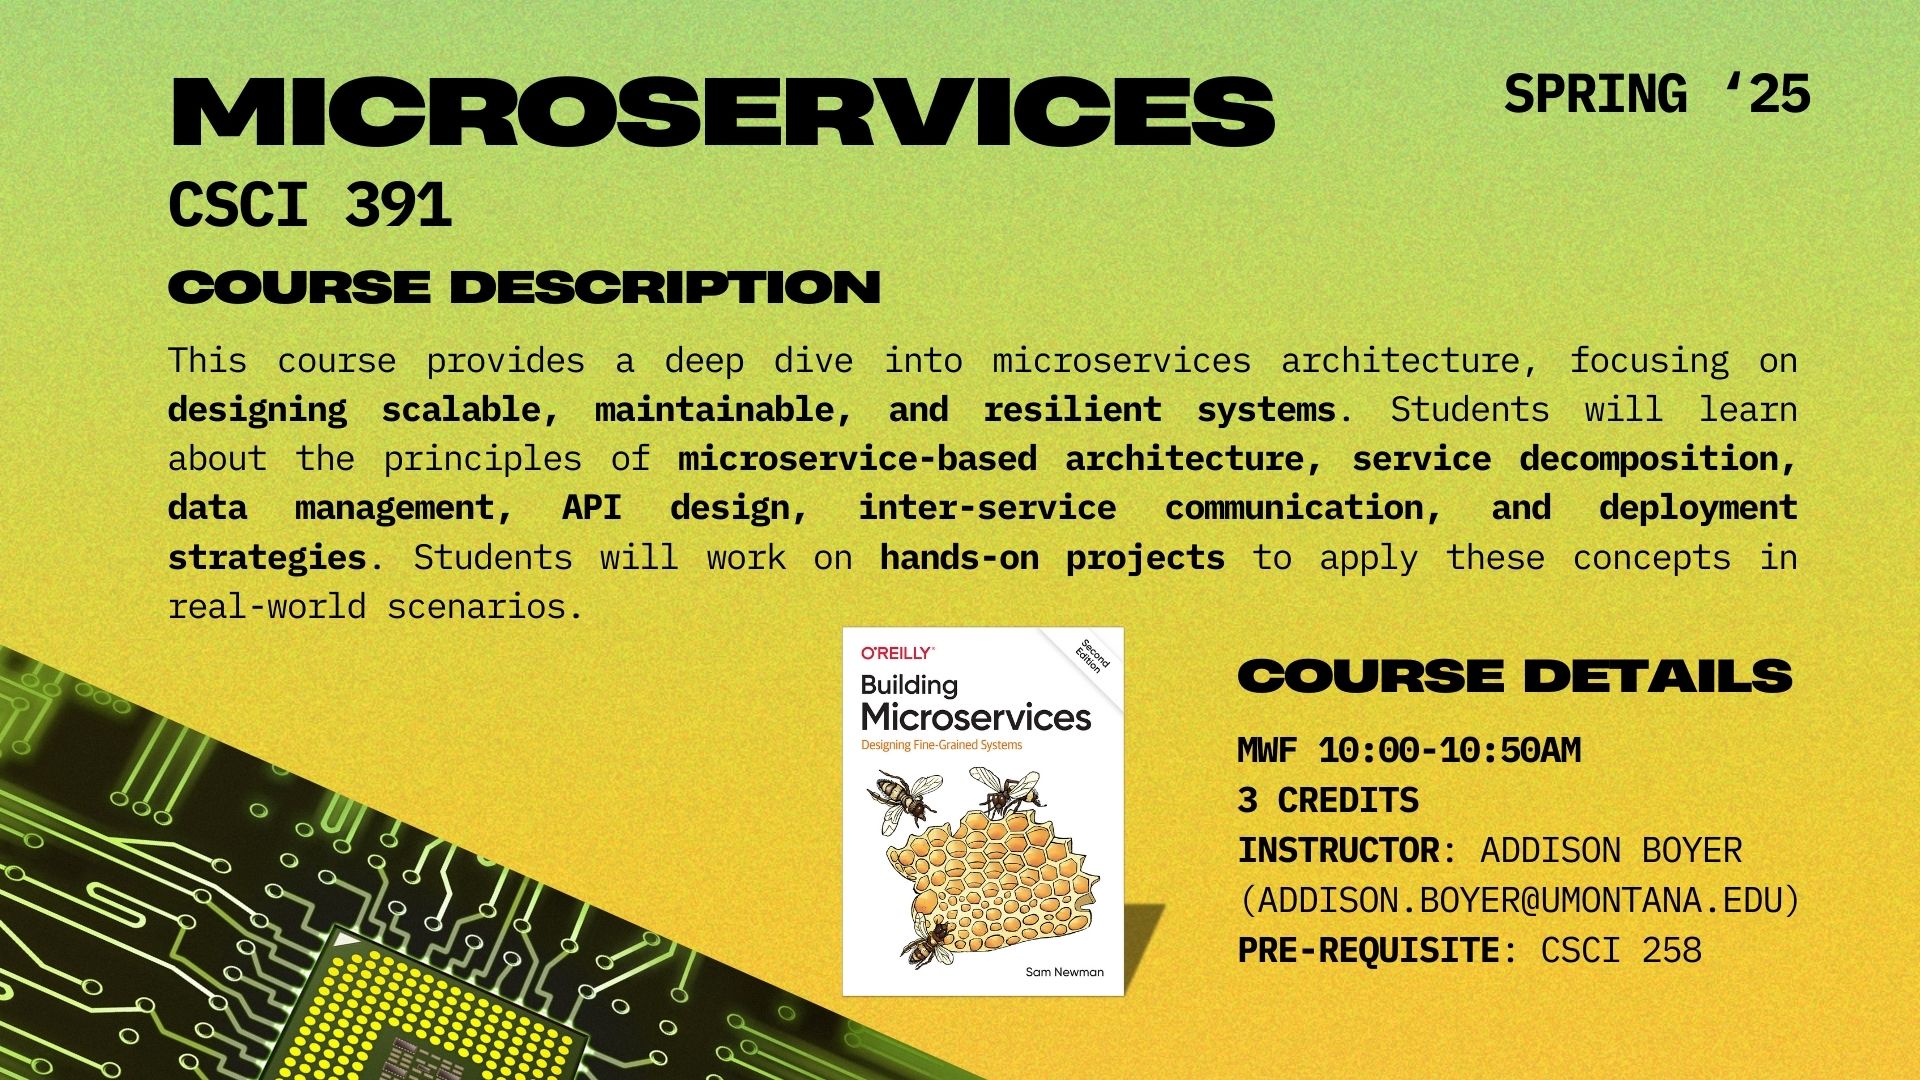 MICROSERVICES
SPRING ‘25
CSCI 391
COURSE DESCRIPTION
This course provides a deep dive into microservices architecture, focusing on
designing scalable, maintainable, and resilient systems. Students will learn
about the principles of microservice-based architecture, service decomposition,
data management, API design, inter-service communication, and deployment
strategies. Students will work on hands-on projects to apply these concepts in
real-world scenarios.
O'REILLY®
Second
Edition
Building
Microservices
Designing Fine-Grained Systems
Sam Newman
COURSE DETAILS
MWF 10:00-10:50AM
3 CREDITS
INSTRUCTOR: ADDISON BOYER
(ADDISON.BOYER@UMONTANA.EDU)
PRE-REQUISITE: CSCI 258